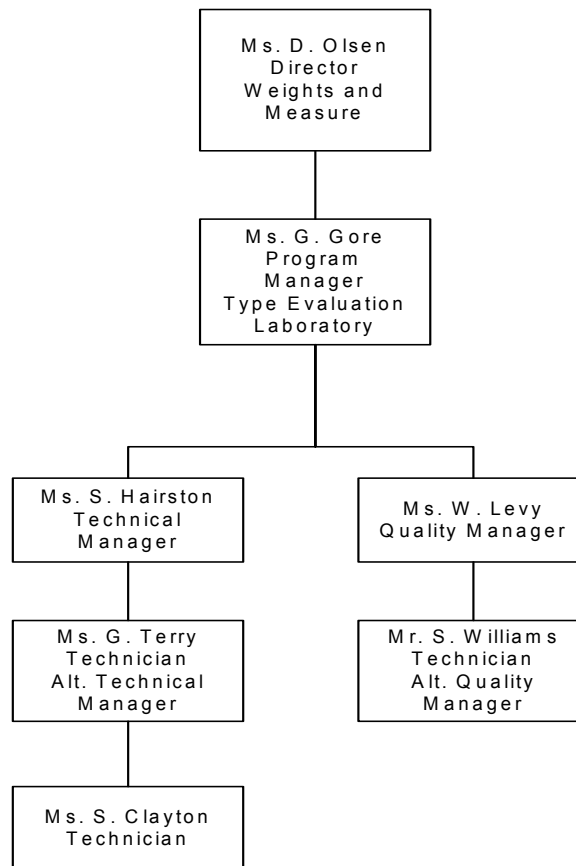 Ms. D. Olsen
Director
Weights and
Measure
Ms. G. Gore
Program
Manager
Type Evaluation
Laboratory
Ms. S. Hairston
Technical
Manager
Ms. W. Levy
Quality Manager
Ms. G. Terry
Technician
Alt. Technical
Manager
Mr. S. Williams
Technician
Alt. Quality
Manager
Ms. S. Clayton
Technician